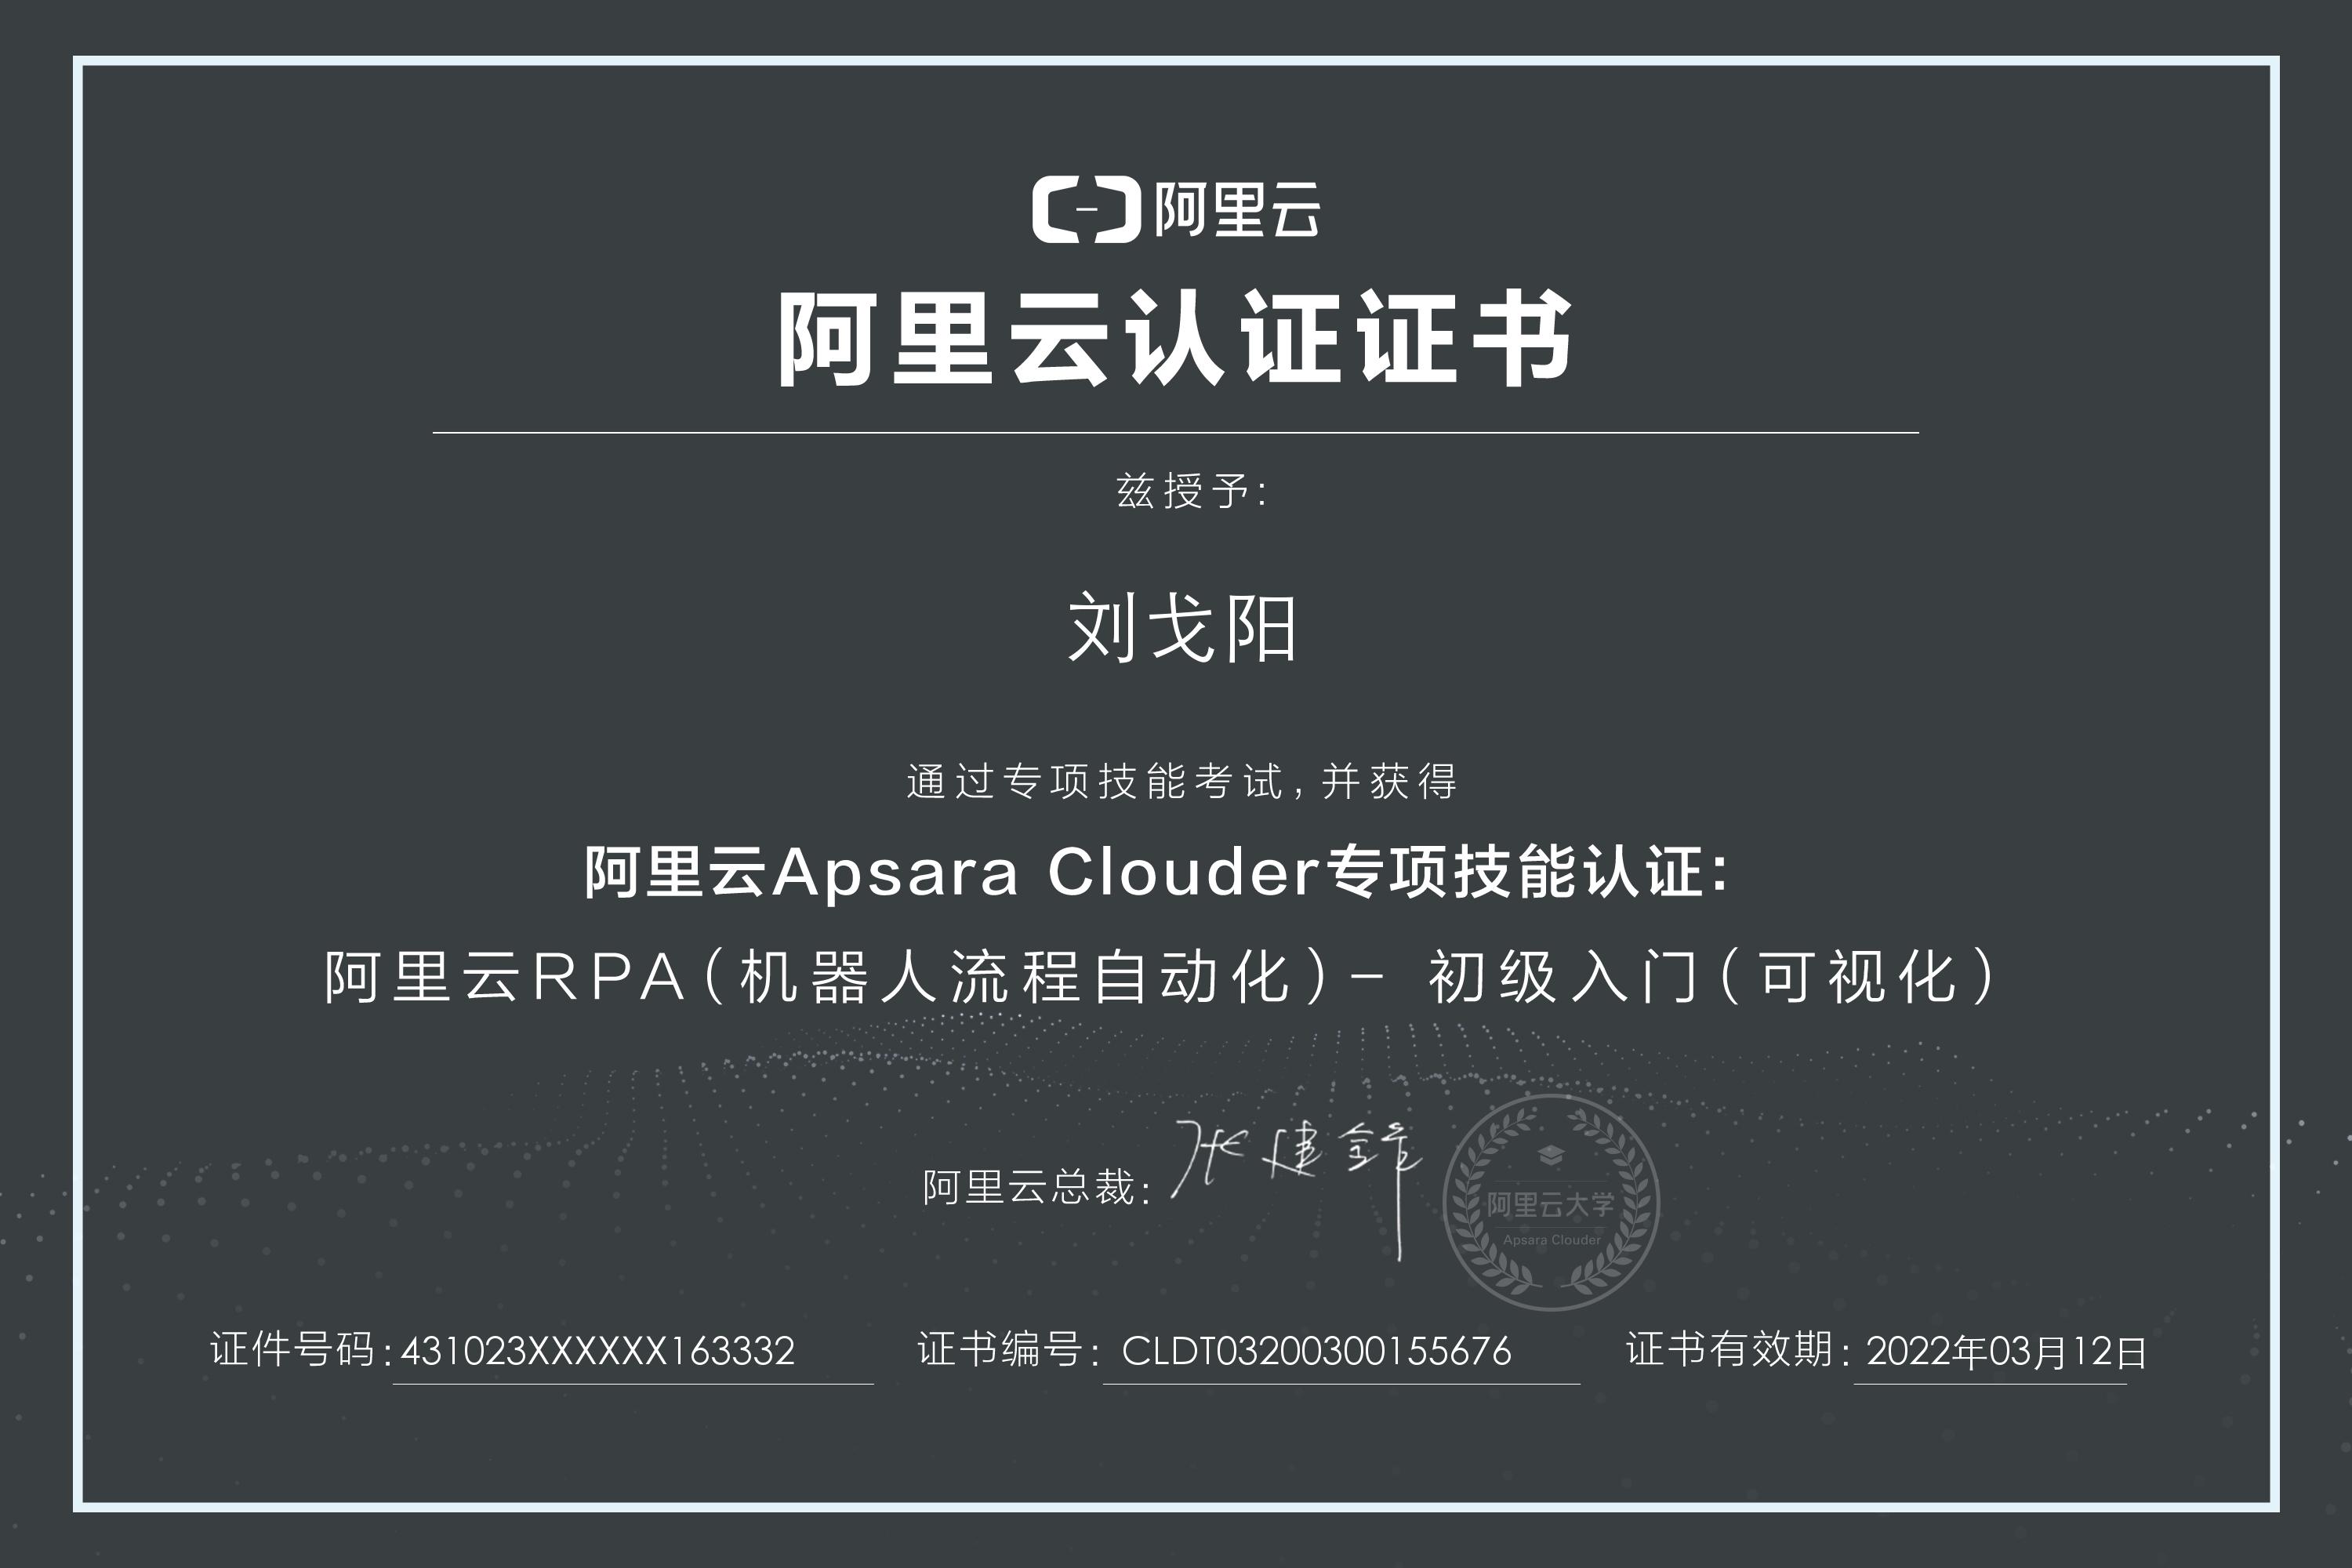 阿里云
阿里云认证证书
兹授予：
刘戈阳
通过专项技能考试，并获得
阿里云Apsara Clouder专项技能认证：
阿里云RPA（机器人流程自动化）- 初级入门（可视化）
阿里云总裁：
阿里云大学
Apsara Clouder
证件号码：431023XXXXXX163332
证书编号：CLDT03200300155676
证书有效期：2022年03月12日